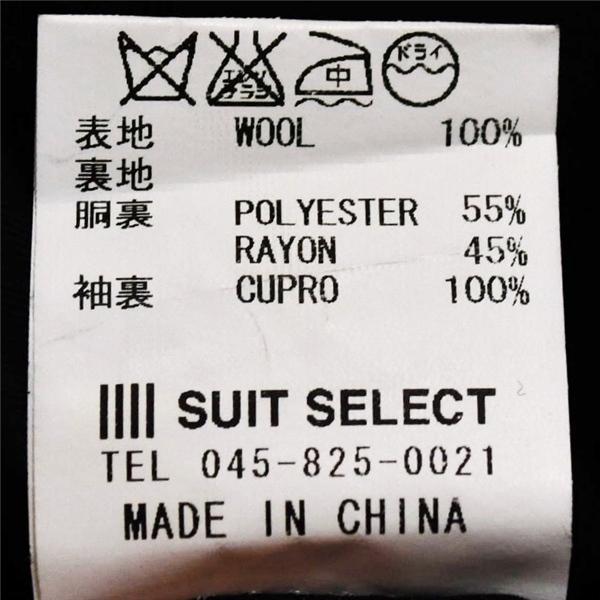 エンソ サラシ 中 ドライ
表地 WOOL 100%
裏地
胴裏 POLYESTER 55%
RAYON 45%
袖裏 CUPRO 100%
SUIT SELECT
TEL 045-825-0021
MADE IN CHINA